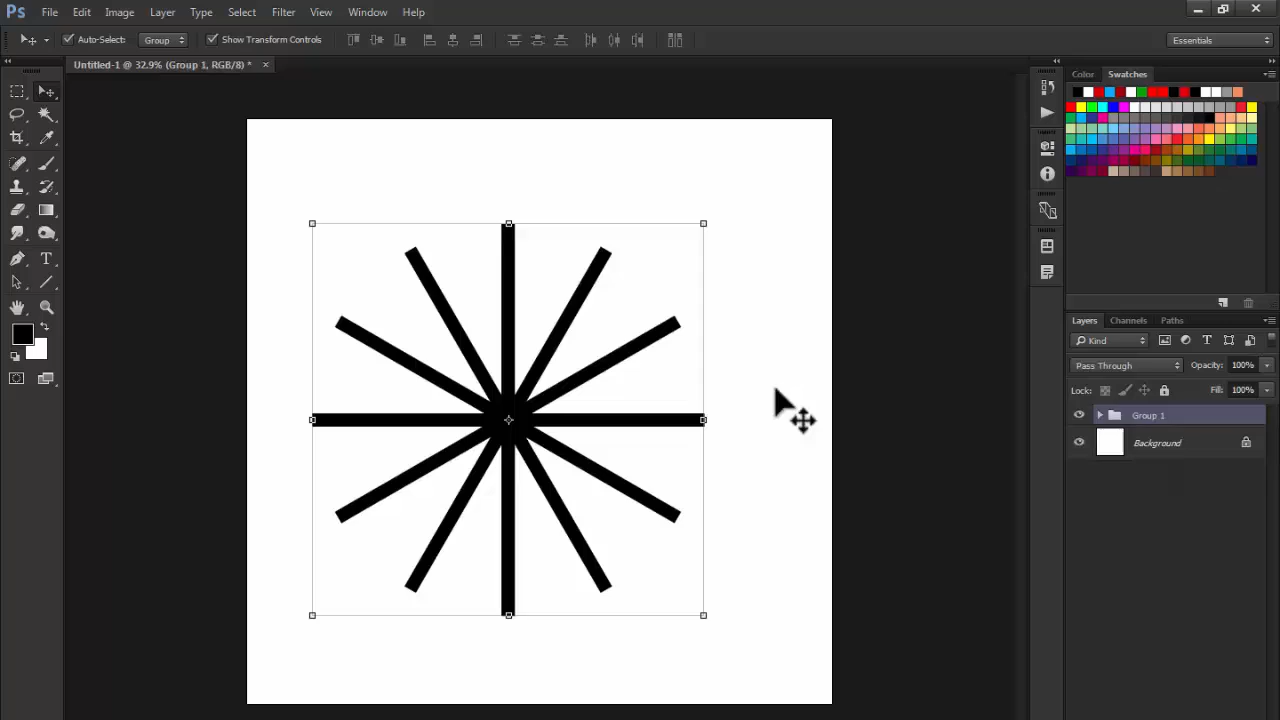 Ps File Edit Image Layer Type Select Filter View Window Help
Auto-Select: Group Show Transform Controls Essentials
Untitled-1 @ 32.9% (Group 1, RGB/8) *
Color Swatches
Layers Channels Paths
Kind
Pass Through Opacity: 100%
Lock: Fill: 100%
Group 1
Background